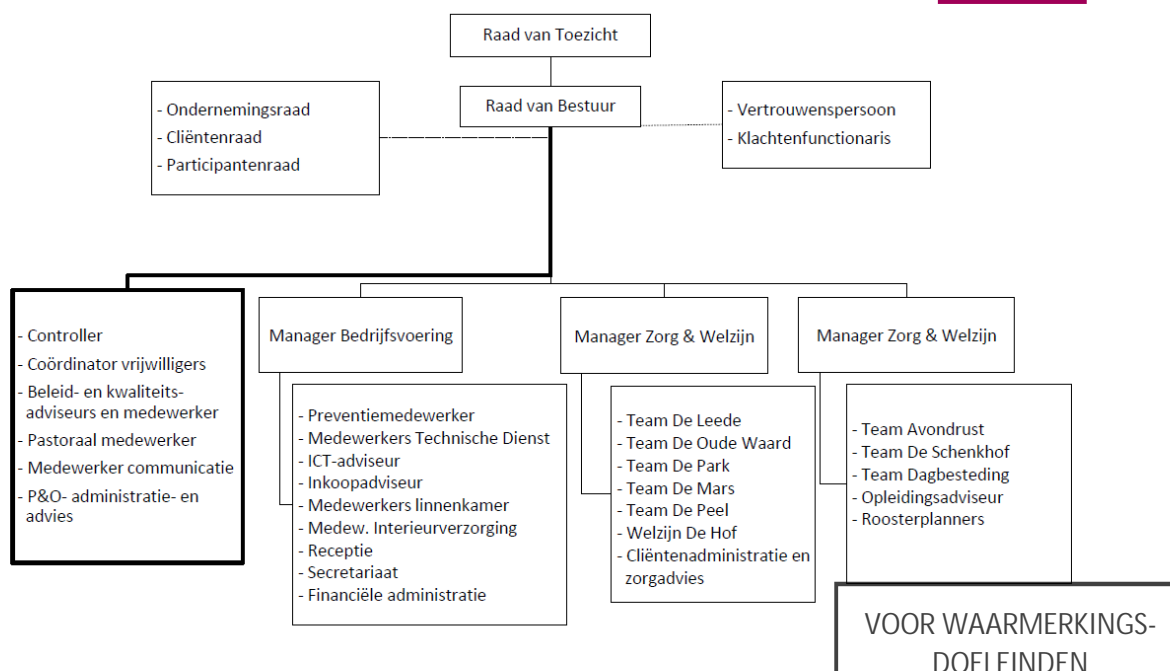 Raad van Toezicht
Raad van Bestuur
- Ondernemingsraad
- Cliëntenraad
- Participantenraad
- Vertrouwenspersoon
- Klachtenfunctionaris
- Controller
- Coördinator vrijwilligers
- Beleid- en kwaliteits-
adviseurs en medewerker
- Pastoraal medewerker
- Medewerker communicatie
- P&O- administratie- en
advies
Manager Bedrijfsvoering
- Preventiemedewerker
- Medewerkers Technische Dienst
- ICT-adviseur
- Inkoopadviseur
- Medewerkers linnenkamer
- Medew. Interieurverzorging
- Receptie
- Secretariaat
- Financiële administratie
Manager Zorg & Welzijn
- Team De Leede
- Team De Oude Waard
- Team De Park
- Team De Mars
- Team De Peel
- Welzijn De Hof
- Cliëntenadministratie en
zorgadvies
Manager Zorg & Welzijn
- Team Avondrust
- Team De Schenkhof
- Team Dagbesteding
- Opleidingsadviseur
- Roosterplanners
VOOR WAARMERKINGS-
DOELEINDEN